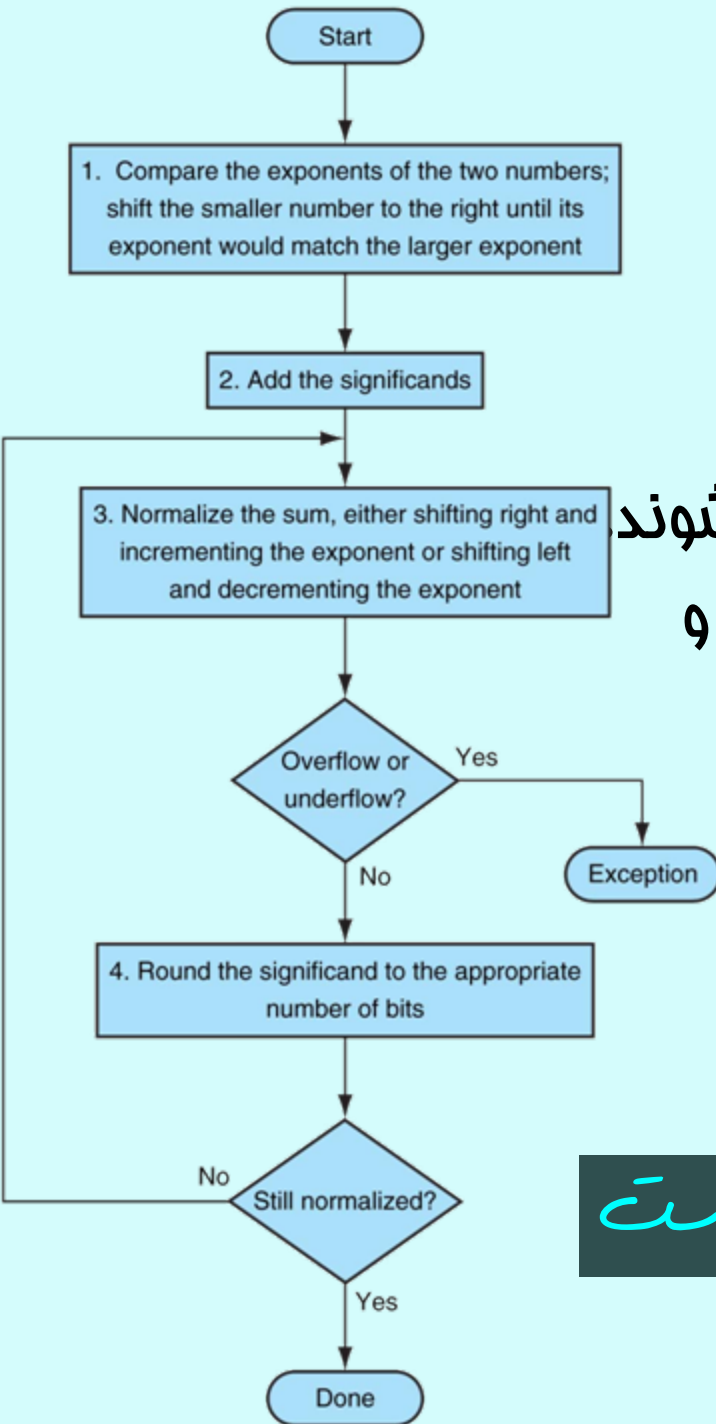 Start
1. Compare the exponents of the two numbers;
shift the smaller number to the right until its
exponent would match the larger exponent
2. Add the significands
3. Normalize the sum, either shifting right and
incrementing the exponent or shifting left
and decrementing the exponent
و
Overflow or
underflow?
Yes
No
Exception
4. Round the significand to the appropriate
number of bits
Still normalized?
No
Yes
Done